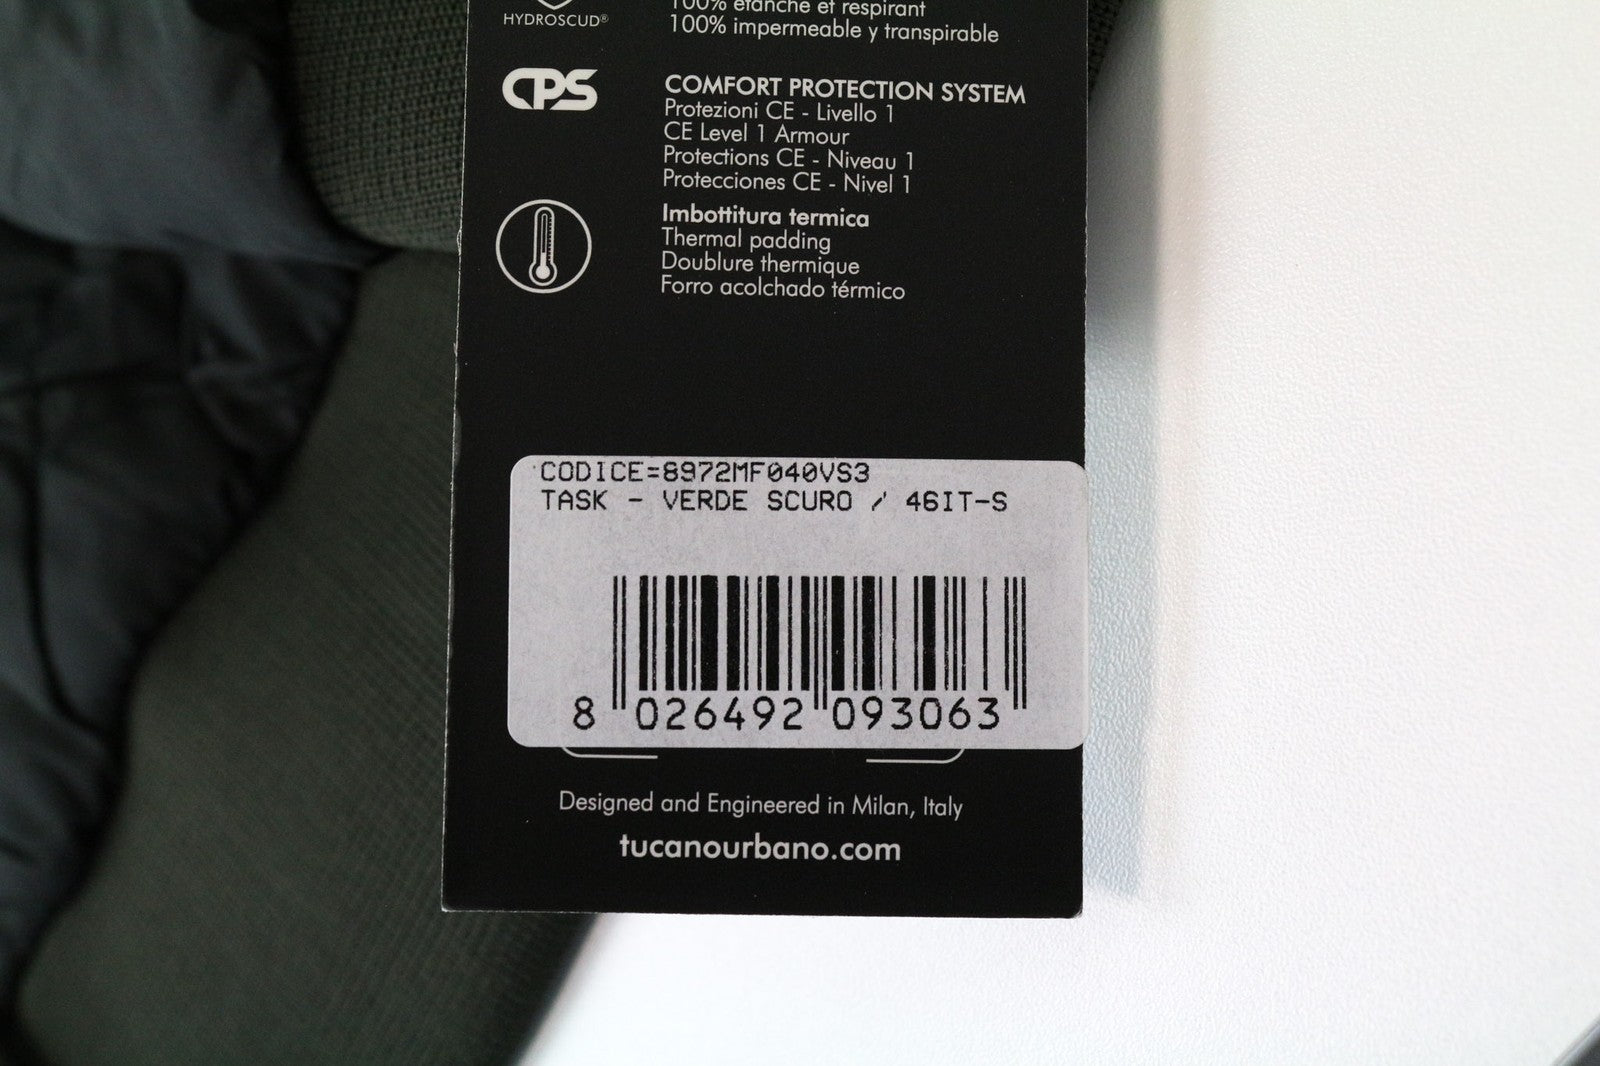 HYDROSCUD®
100% étanche et respirant
100% impermeable y transpirable
CPS
COMFORT PROTECTION SYSTEM
Protezioni CE - Livello 1
CE Level 1 Armour
Protections CE - Niveau 1
Protecciones CE - Nivel 1
Imbottitura termica
Thermal padding
Doublure thermique
Forro acolchado térmico
CODICE=8972MF040VS3
TASK - VERDE SCURO / 46IT-S
8 026492 093063
Designed and Engineered in Milan, Italy
tucanourbano.com